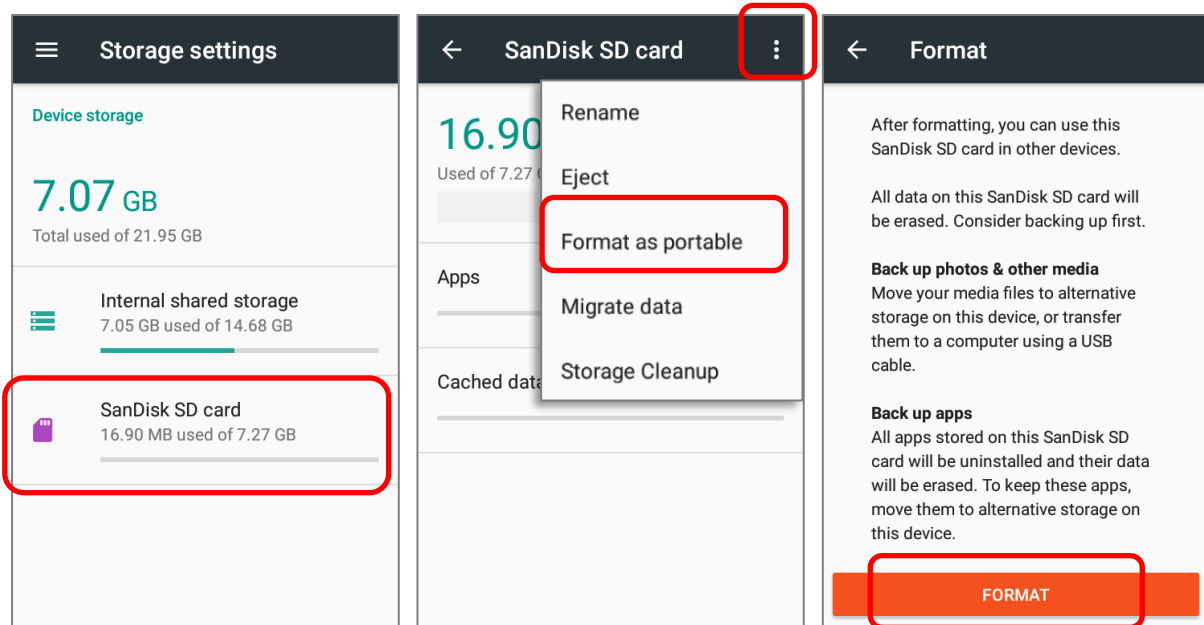 Storage settings
Device storage
7.07 GB
Total used of 21.95 GB
Internal shared storage
7.05 GB used of 14.68 GB
SanDisk SD card
16.90 MB used of 7.27 GB
SanDisk SD card
16.90
Used of 7.27
Apps
Cached data
Rename
Eject
Format as portable
Migrate data
Storage Cleanup
Format
After formatting, you can use this
SanDisk SD card in other devices.
All data on this SanDisk SD card will
be erased. Consider backing up first.
Back up photos & other media
Move your media files to alternative
storage on this device, or transfer
them to a computer using a USB
cable.
Back up apps
All apps stored on this SanDisk SD
card will be uninstalled and their data
will be erased. To keep these apps,
move them to alternative storage on
this device.
FORMAT